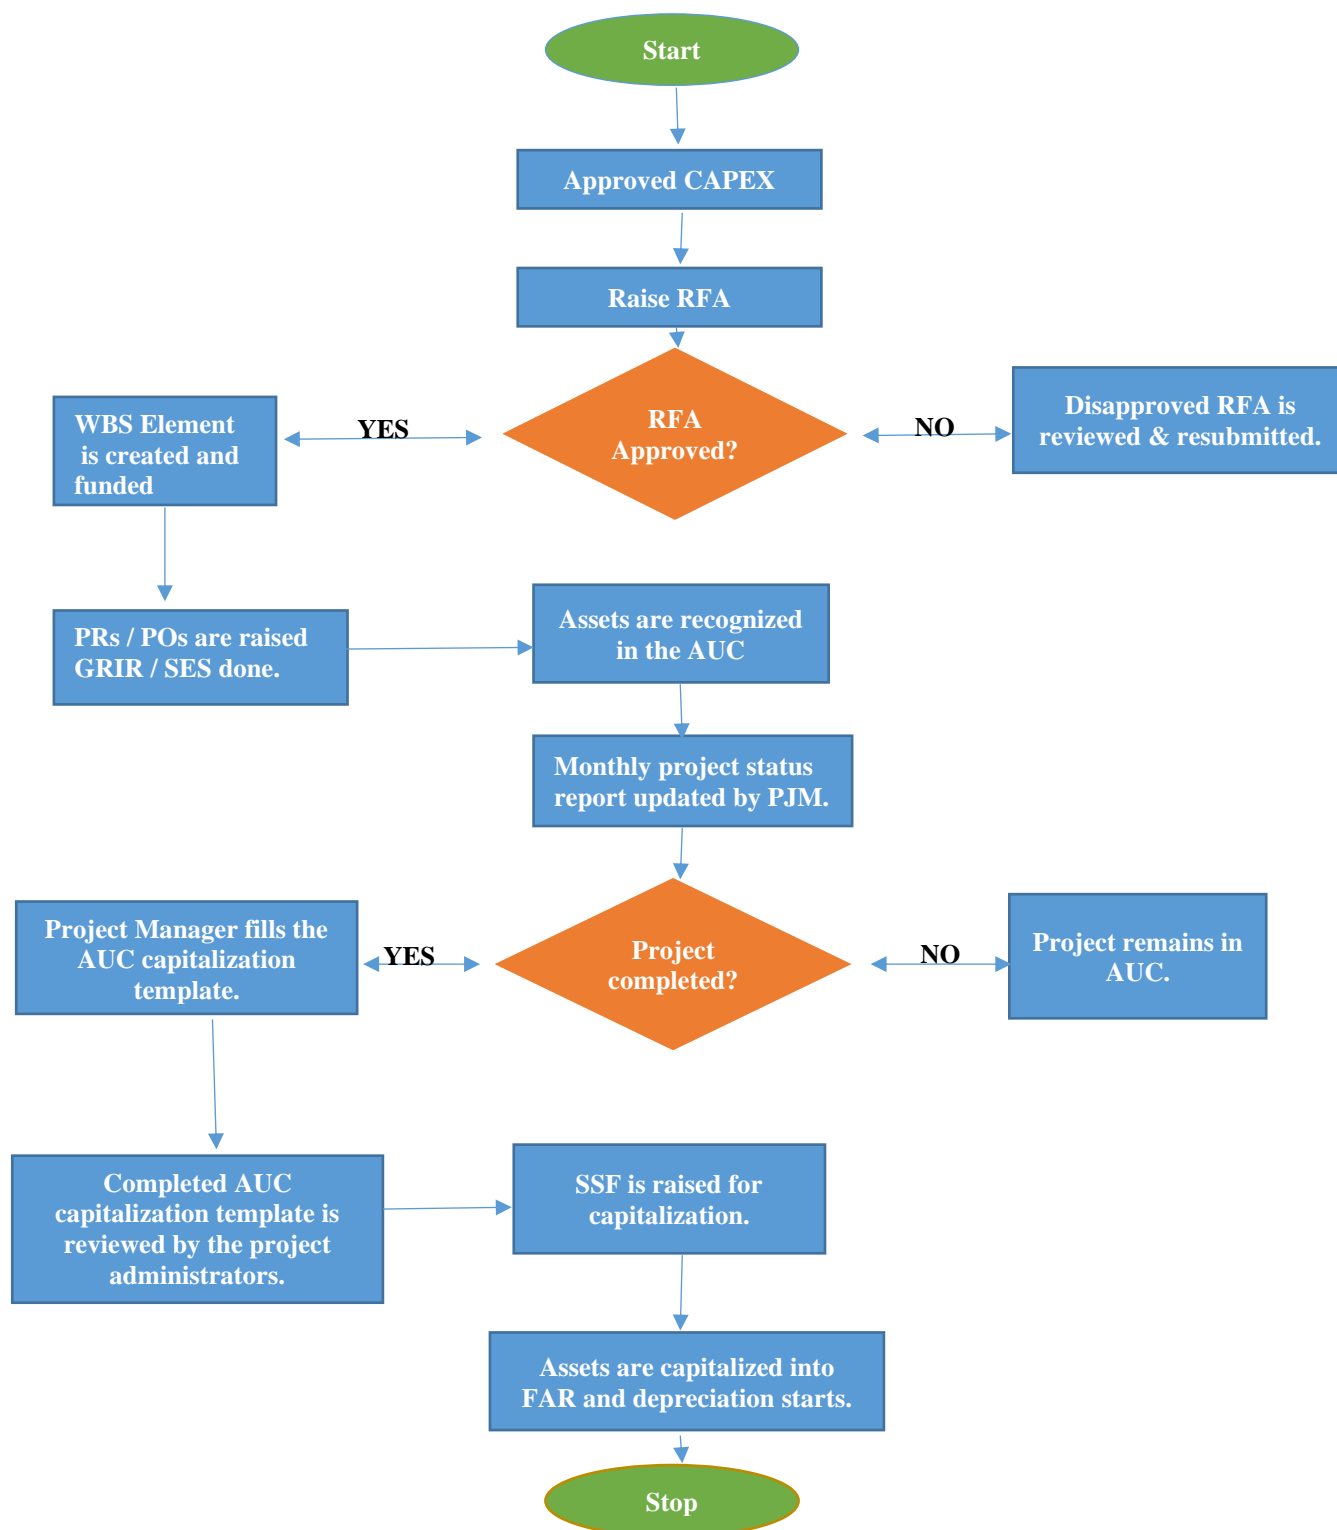 Start
Approved CAPEX
Raise RFA
RFA
Approved?
YES
WBS Element
is created and
funded
NO
Disapproved RFA is
reviewed & resubmitted.
PRs / POs are raised
GRIR / SES done.
Assets are recognized
in the AUC
Monthly project status
report updated by PJM.
Project
completed?
YES
Project Manager fills the
AUC capitalization
template.
NO
Project remains in
AUC.
Completed AUC
capitalization template is
reviewed by the project
administrators.
SSF is raised for
capitalization.
Assets are capitalized into
FAR and depreciation starts.
Stop